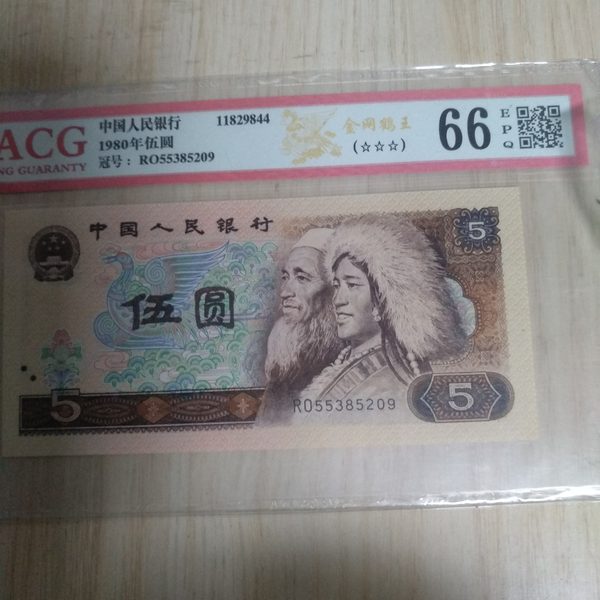 ACG
NG GUARANTY
中国人民银行 11829844
1980年伍圆
冠号： RO55385209
金网鹤王
(☆☆☆)
66
E
P
Q
中国人民银行
5
伍圆
RO55385209
5
5